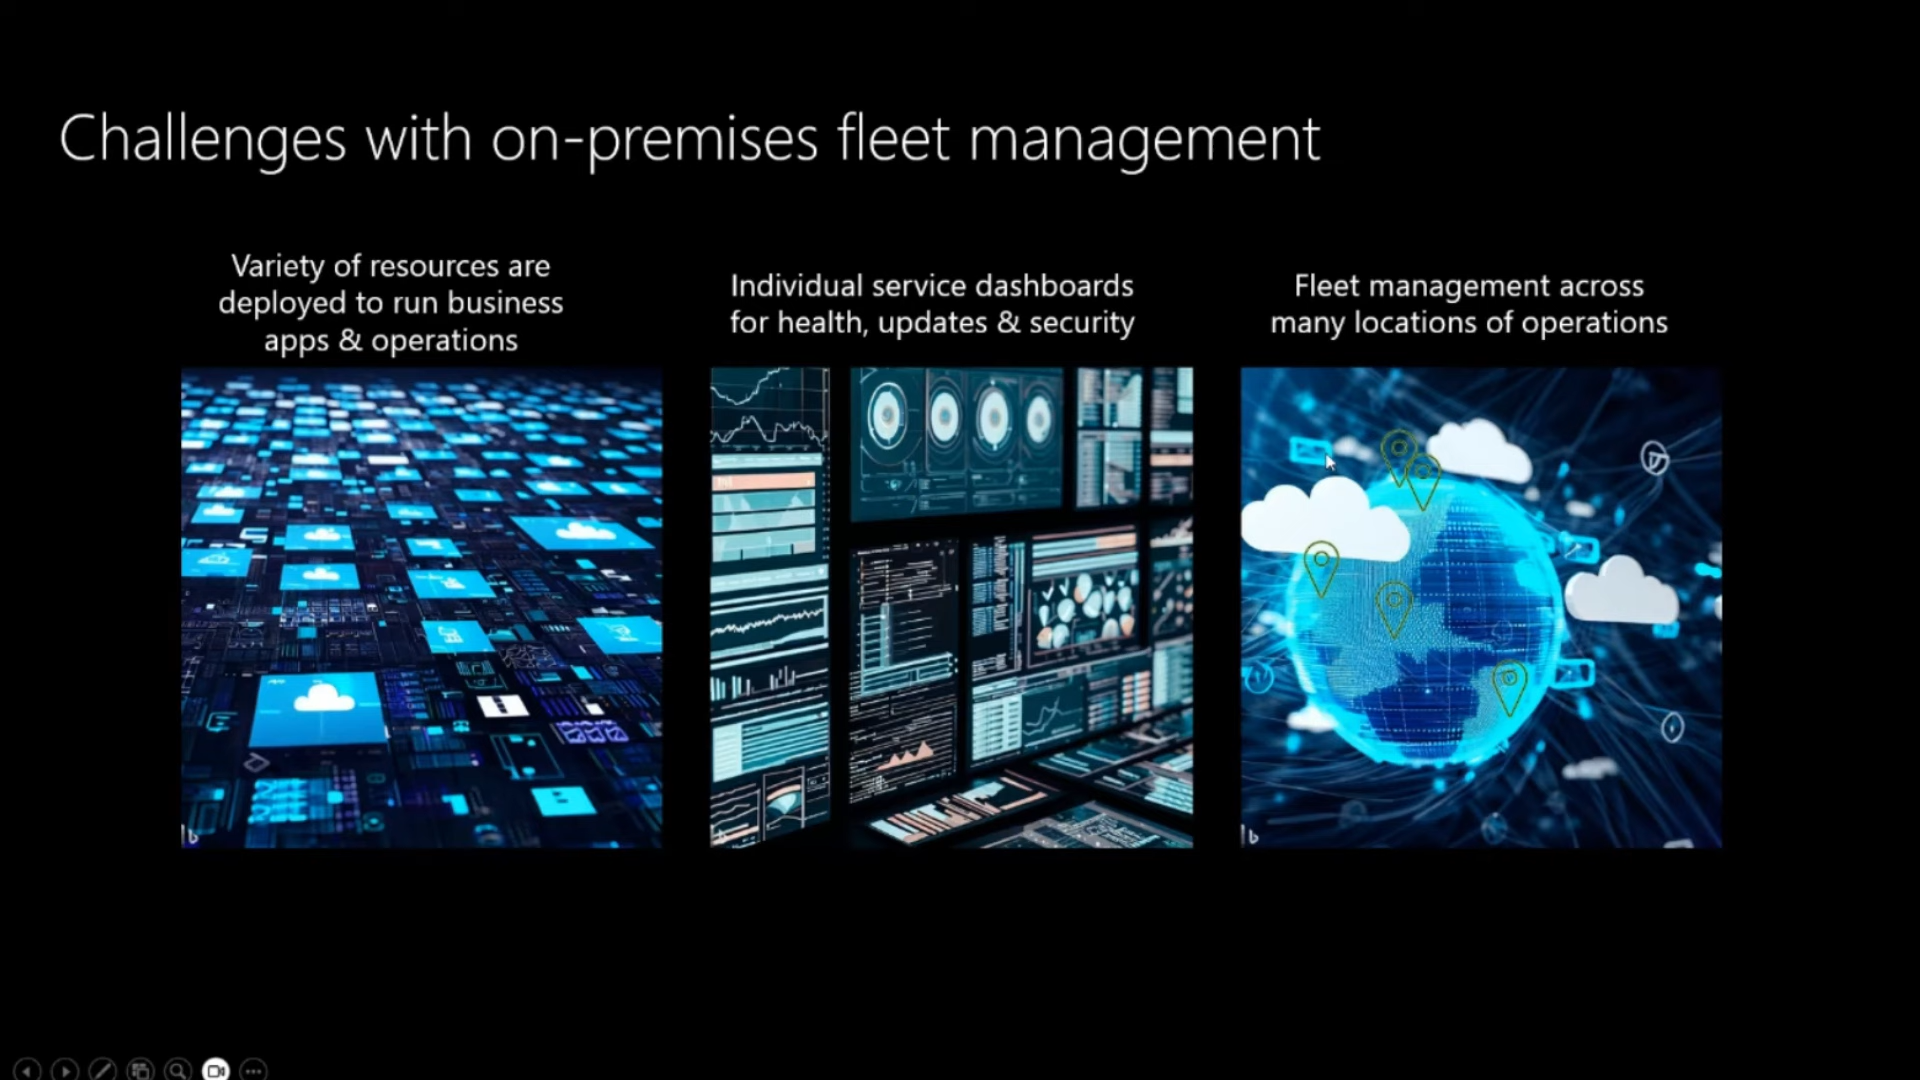 Challenges with on-premises fleet management
Variety of resources are
deployed to run business
apps & operations
Individual service dashboards
for health, updates & security
Fleet management across
many locations of operations